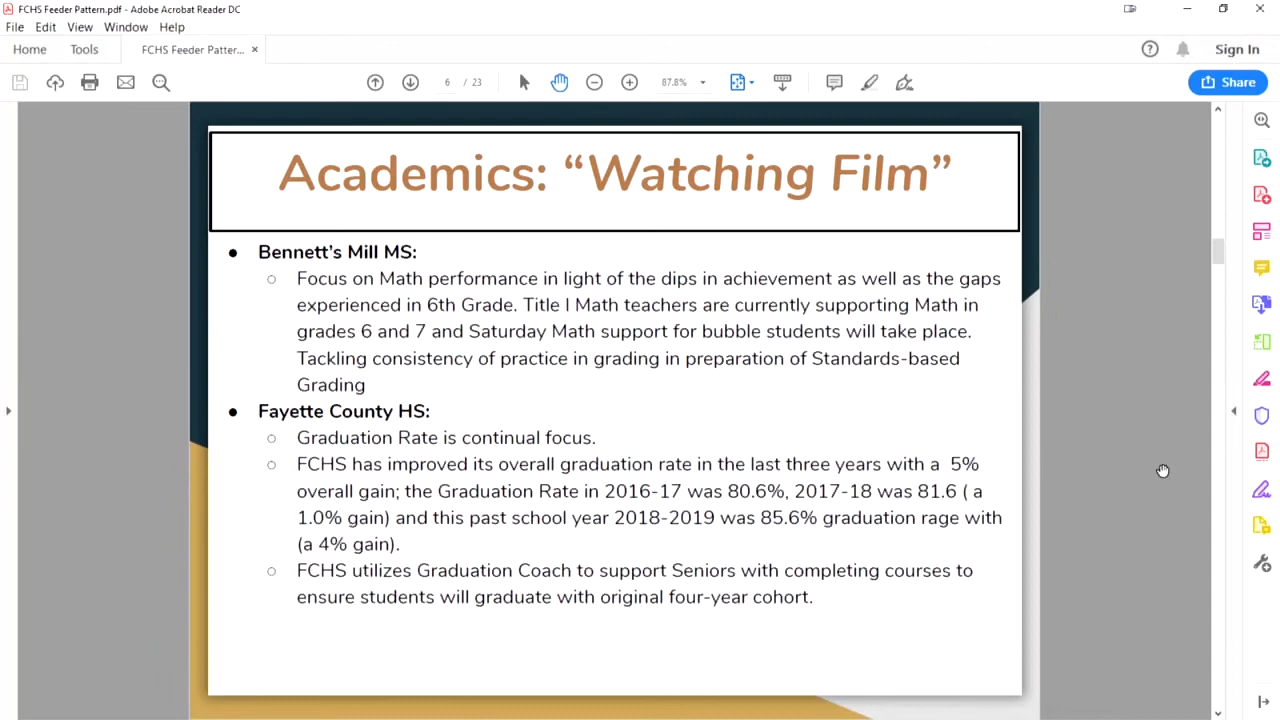 FCHS Feeder Pattern.pdf - Adobe Acrobat Reader DC
File Edit View Window Help
Home Tools FCHS Feeder Patter... × Sign In
6 / 23 87.8% Share
Academics: “Watching Film”
● Bennett’s Mill MS:
○ Focus on Math performance in light of the dips in achievement as well as the gaps
experienced in 6th Grade. Title I Math teachers are currently supporting Math in
grades 6 and 7 and Saturday Math support for bubble students will take place.
Tackling consistency of practice in grading in preparation of Standards-based
Grading
● Fayette County HS:
○ Graduation Rate is continual focus.
○ FCHS has improved its overall graduation rate in the last three years with a 5%
overall gain; the Graduation Rate in 2016-17 was 80.6%, 2017-18 was 81.6 ( a
1.0% gain) and this past school year 2018-2019 was 85.6% graduation rage with
(a 4% gain).
○ FCHS utilizes Graduation Coach to support Seniors with completing courses to
ensure students will graduate with original four-year cohort.